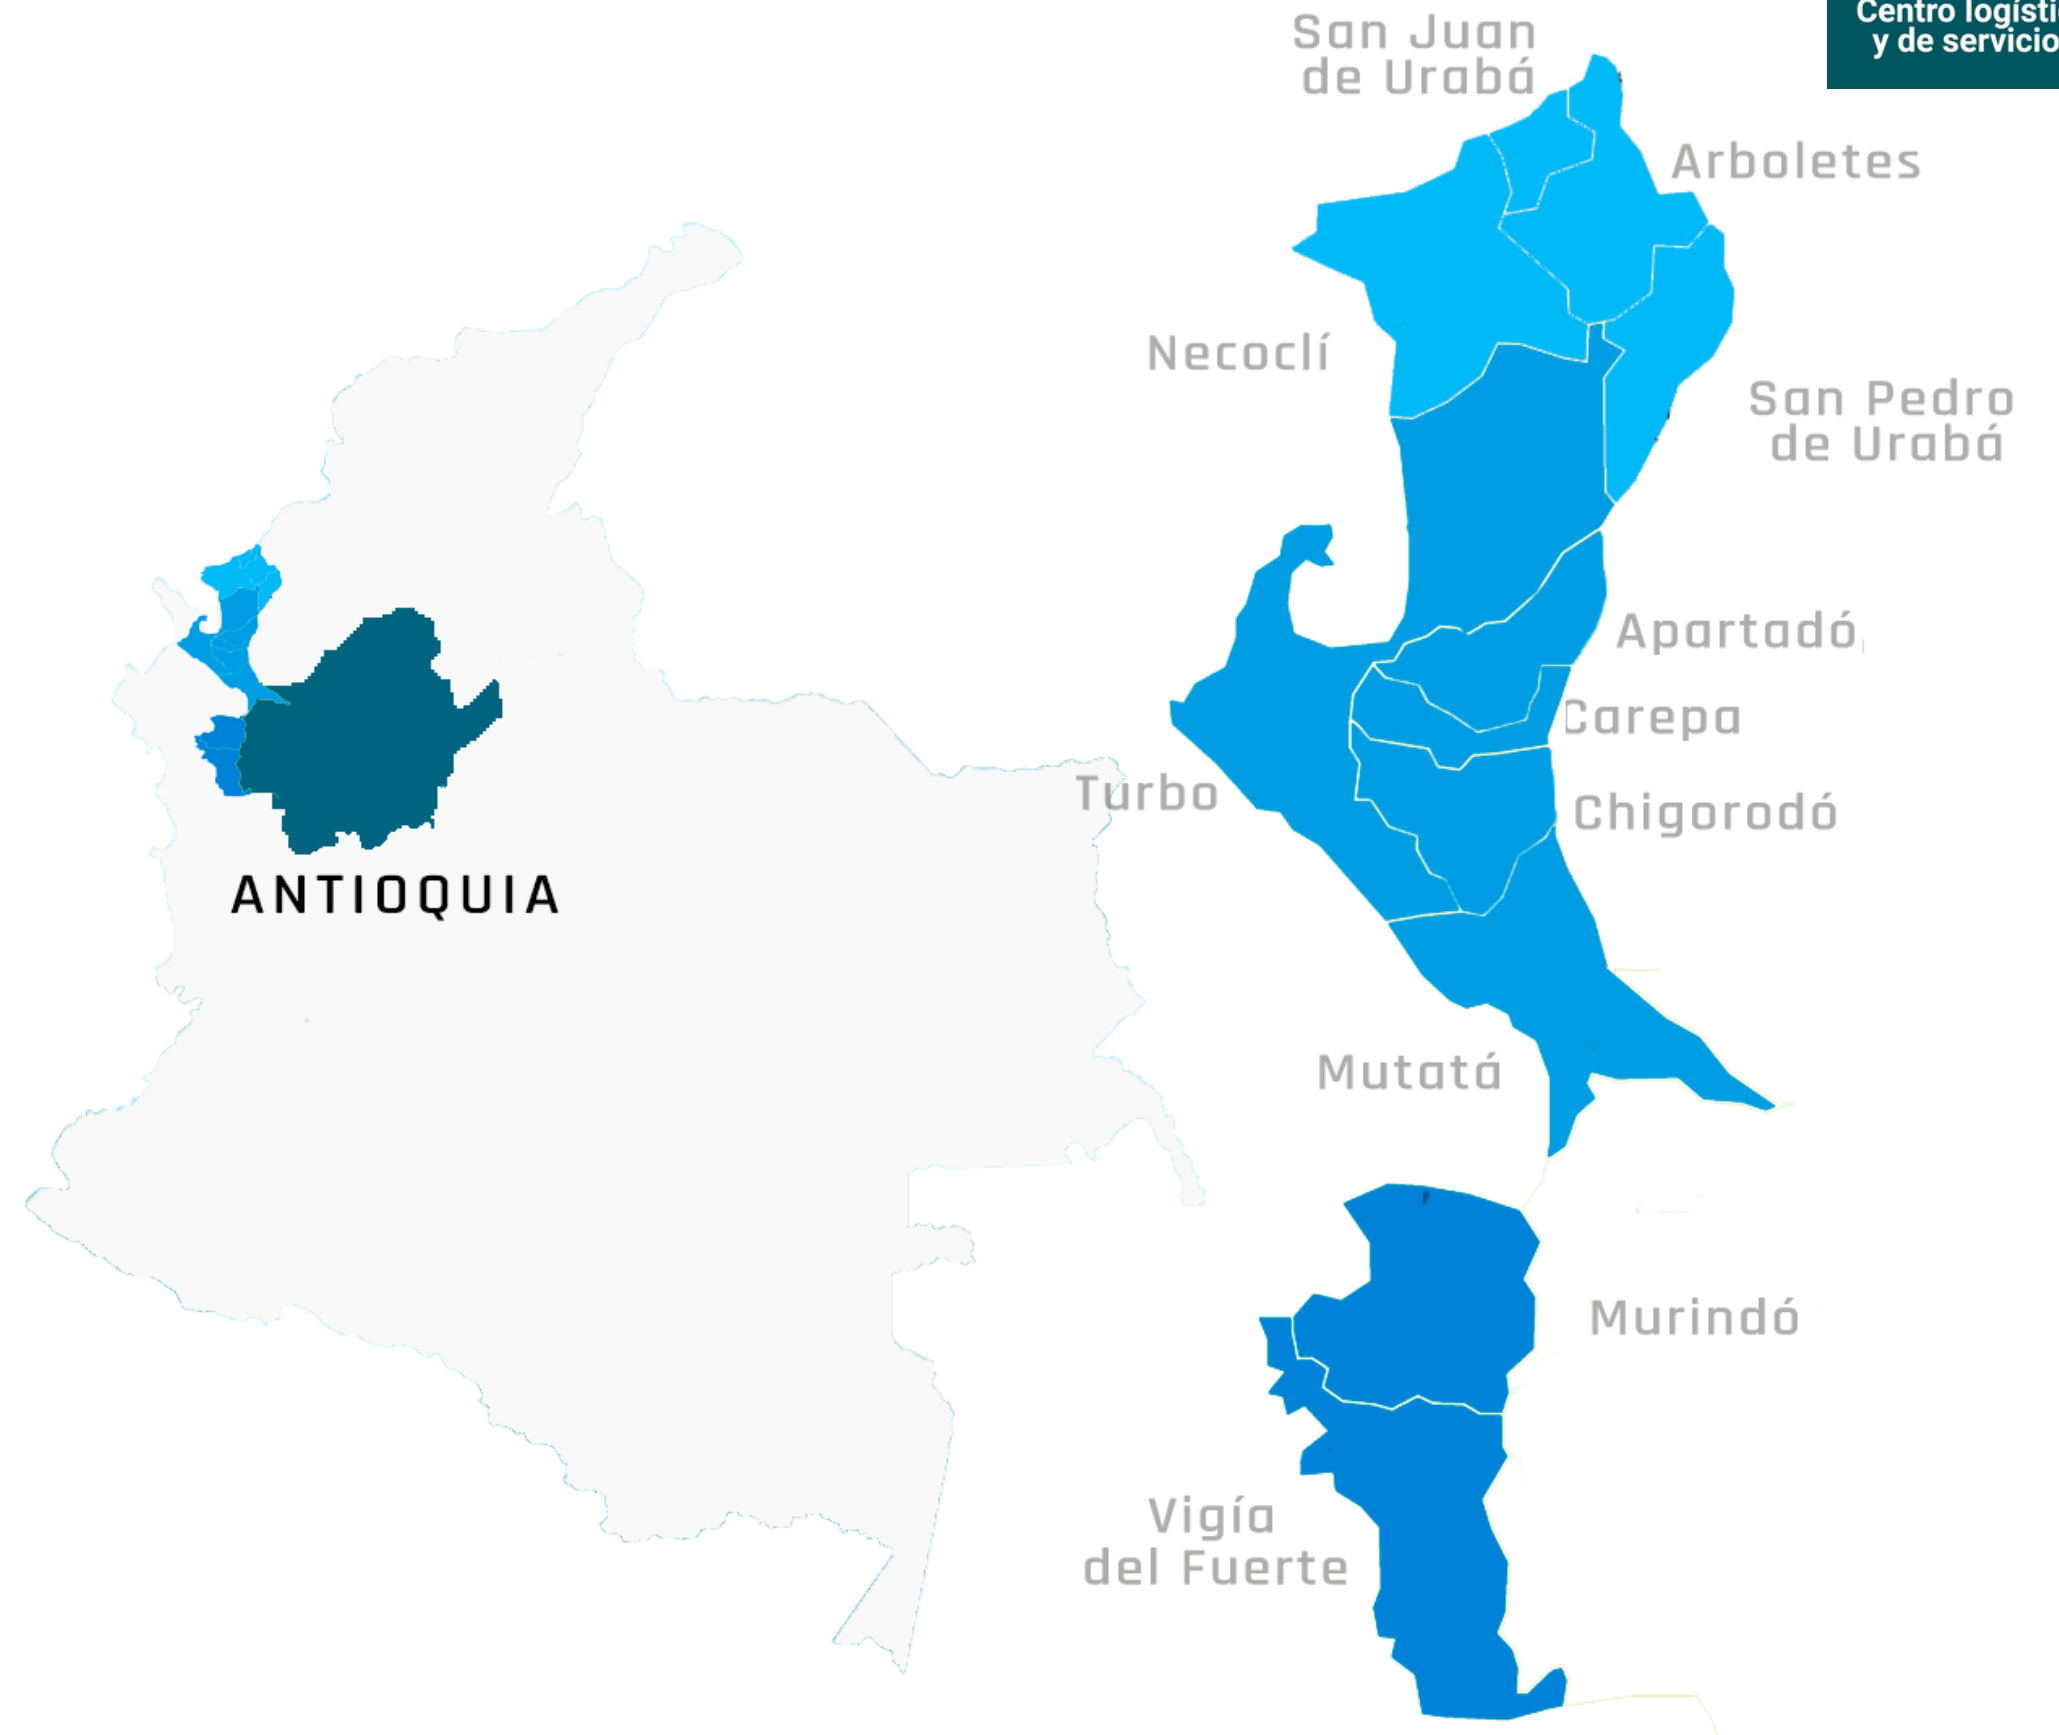 Centro logísti
y de servicio
San Juan
de Urabá
Arboletes
Necoclí
San Pedro
de Urabá
Apartadó
Carepa
Turbo
Chigorodó
ANTIOQUIA
Mutatá
Murindó
Vigía
del Fuerte